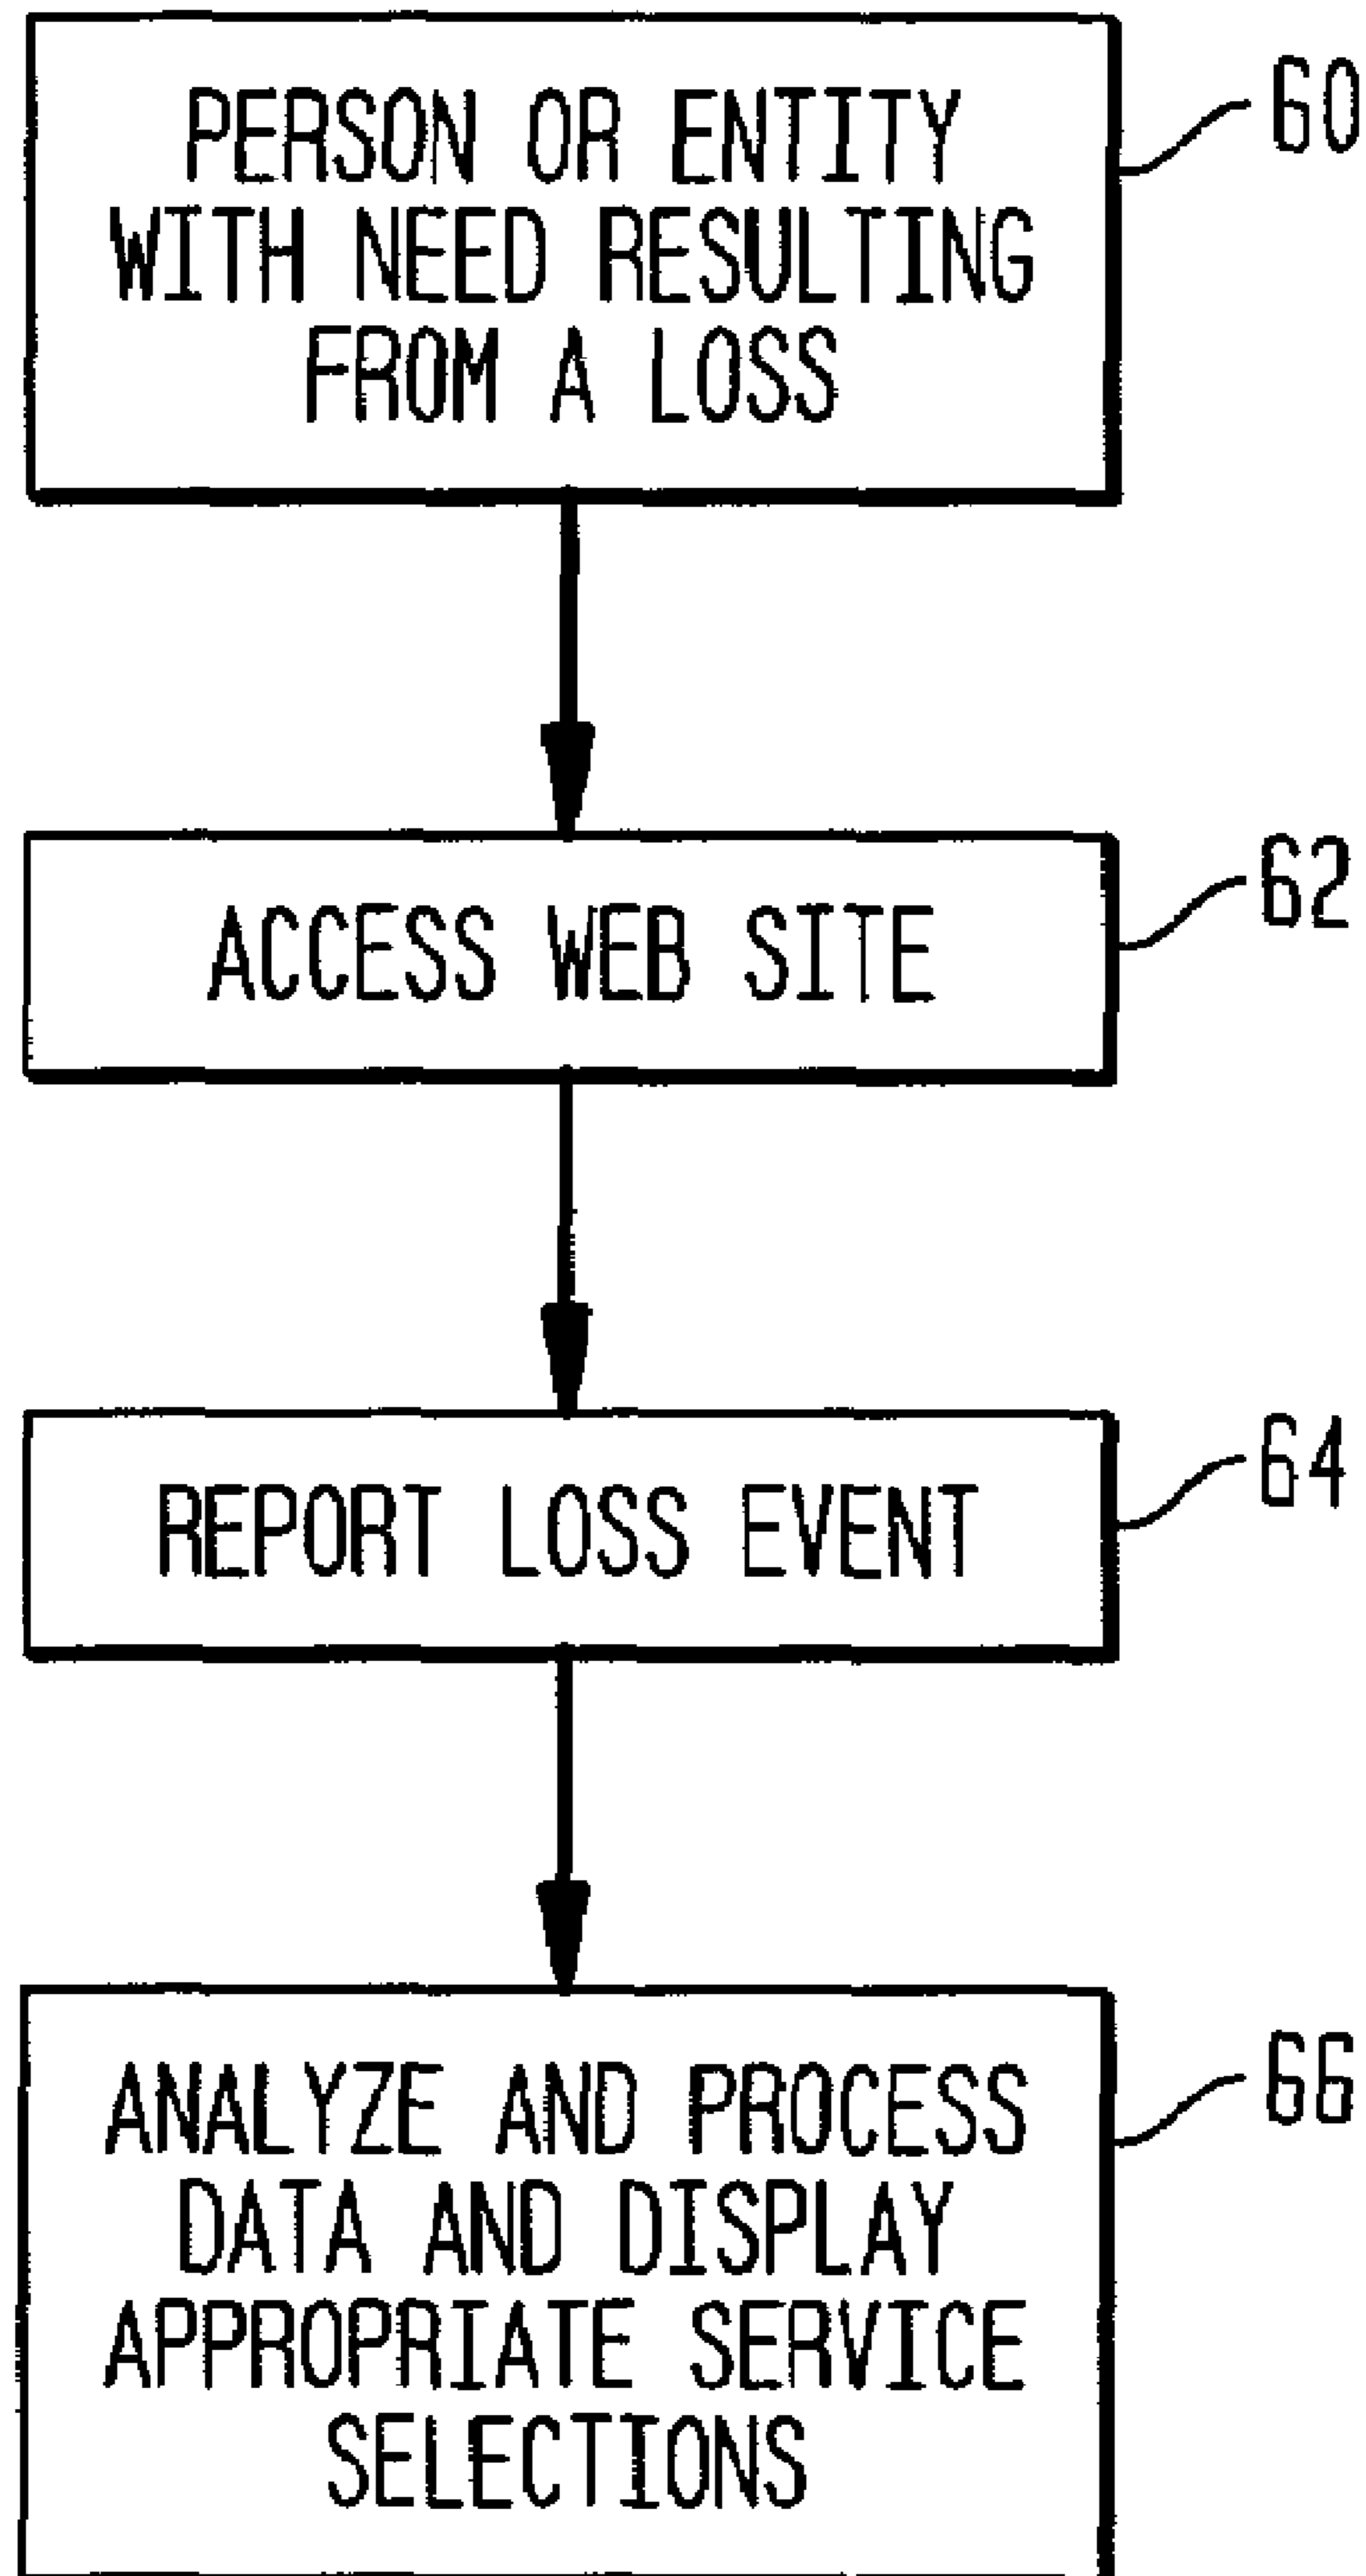 PERSON OR ENTITY
WITH NEED RESULTING
FROM A LOSS
60
ACCESS WEB SITE
62
REPORT LOSS EVENT
64
ANALYZE AND PROCESS
DATA AND DISPLAY
APPROPRIATE SERVICE
SELECTIONS
66